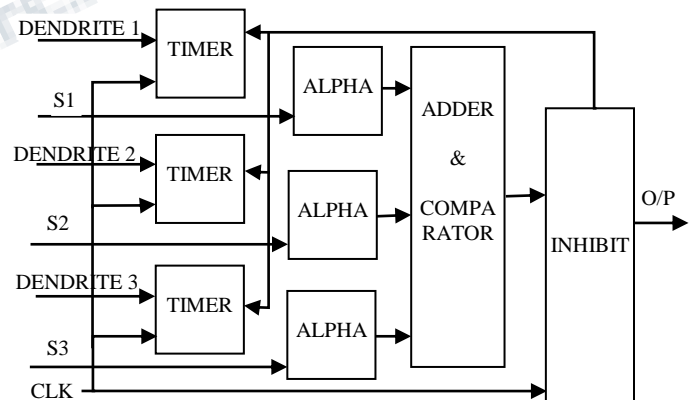 DENDRITE 1
TIMER
S1
ALPHA
ADDER
&
COMPA
RATOR
DENDRITE 2
TIMER
S2
ALPHA
O/P
INHIBIT
DENDRITE 3
TIMER
S3
ALPHA
CLK